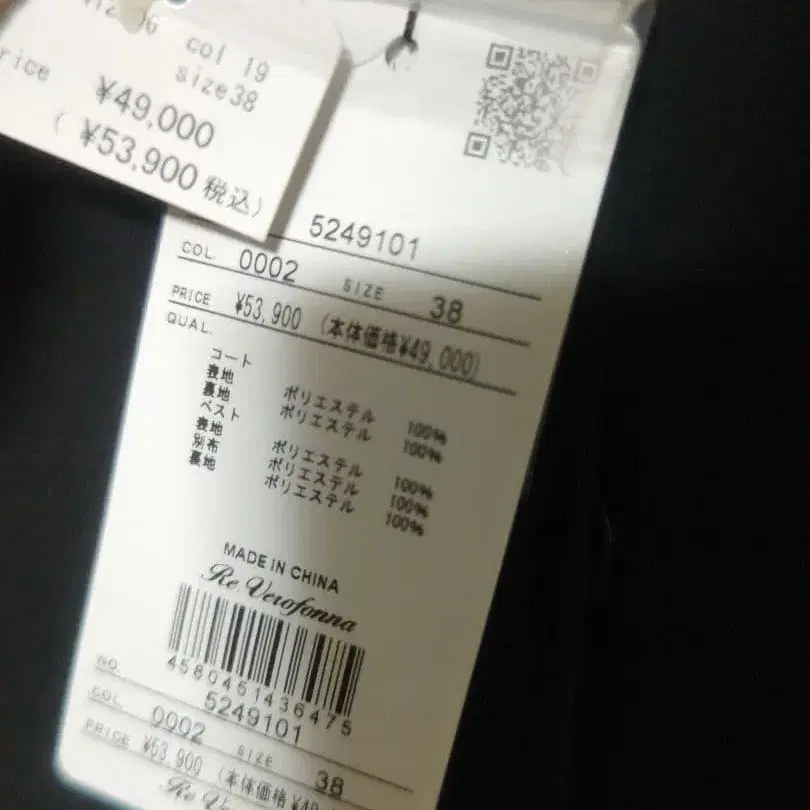 col 19
size38
rice ¥49,000
( ¥53,900 税込)
5249101
COL. 0002 SIZE 38
PRICE ¥53,900 (本体価格¥49,000)
QUAL.
コート
表地 ポリエステル 100%
裏地 ポリエステル 100%
ベスト
表地 ポリエステル 100%
別布 ポリエステル 100%
裏地 ポリエステル 100%
MADE IN CHINA
Re. Verofonna
4580451436475
NO. 5249101
COL. 0002 SIZE 38
PRICE ¥53,900 (本体価格¥49